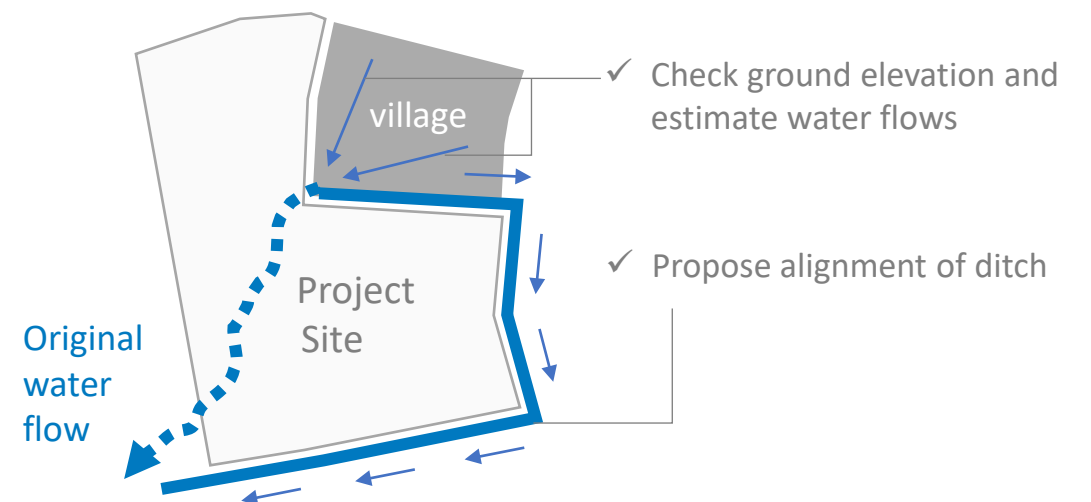 ✓ Check ground elevation and
estimate water flows
village
✓ Propose alignment of ditch
Project
Site
Original
water
flow